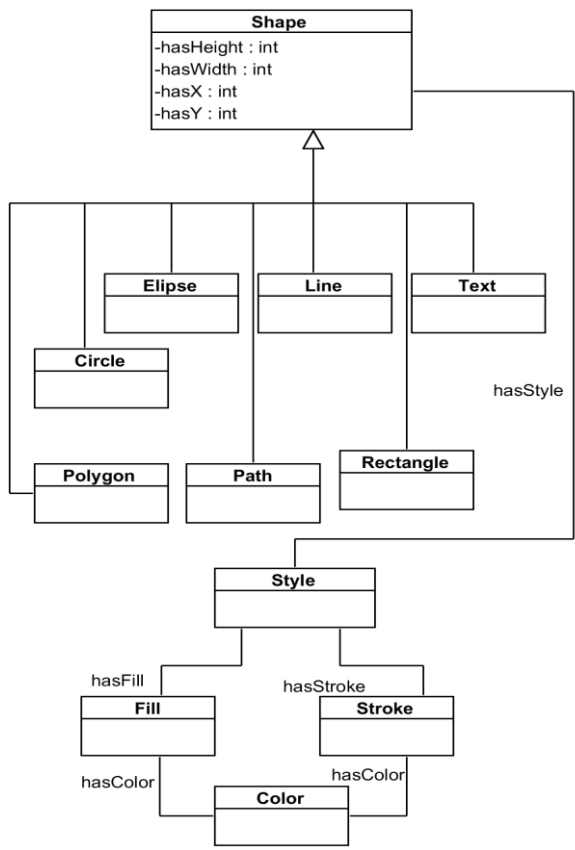 Shape
-hasHeight : int
-hasWidth : int
-hasX : int
-hasY : int
Elipse
Line
Text
Circle
hasStyle
Polygon
Path
Rectangle
Style
hasFill
hasStroke
Fill
Stroke
hasColor
hasColor
Color